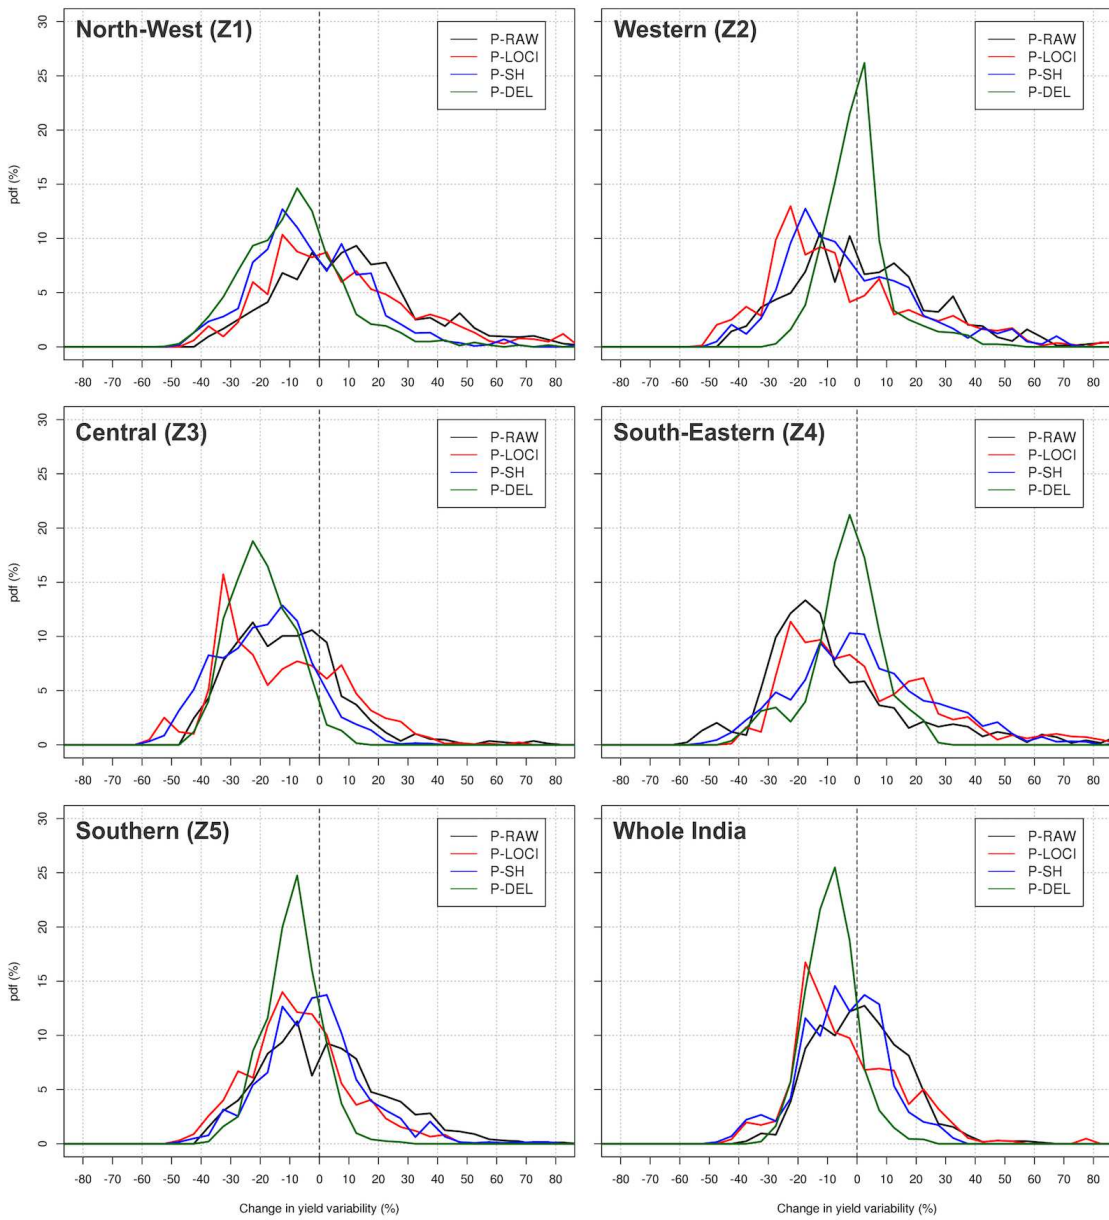 North-West (Z1)
P-RAW
P-LOCI
P-SH
P-DEL
pdf (%)
30
25
20
15
10
5
0
-80 -70 -60 -50 -40 -30 -20 -10 0 10 20 30 40 50 60 70 80
Western (Z2)
P-RAW
P-LOCI
P-SH
P-DEL
-80 -70 -60 -50 -40 -30 -20 -10 0 10 20 30 40 50 60 70 80
Central (Z3)
P-RAW
P-LOCI
P-SH
P-DEL
pdf (%)
30
25
20
15
10
5
0
-80 -70 -60 -50 -40 -30 -20 -10 0 10 20 30 40 50 60 70 80
South-Eastern (Z4)
P-RAW
P-LOCI
P-SH
P-DEL
-80 -70 -60 -50 -40 -30 -20 -10 0 10 20 30 40 50 60 70 80
Southern (Z5)
P-RAW
P-LOCI
P-SH
P-DEL
pdf (%)
30
25
20
15
10
5
0
-80 -70 -60 -50 -40 -30 -20 -10 0 10 20 30 40 50 60 70 80
Change in yield variability (%)
Whole India
P-RAW
P-LOCI
P-SH
P-DEL
-80 -70 -60 -50 -40 -30 -20 -10 0 10 20 30 40 50 60 70 80
Change in yield variability (%)